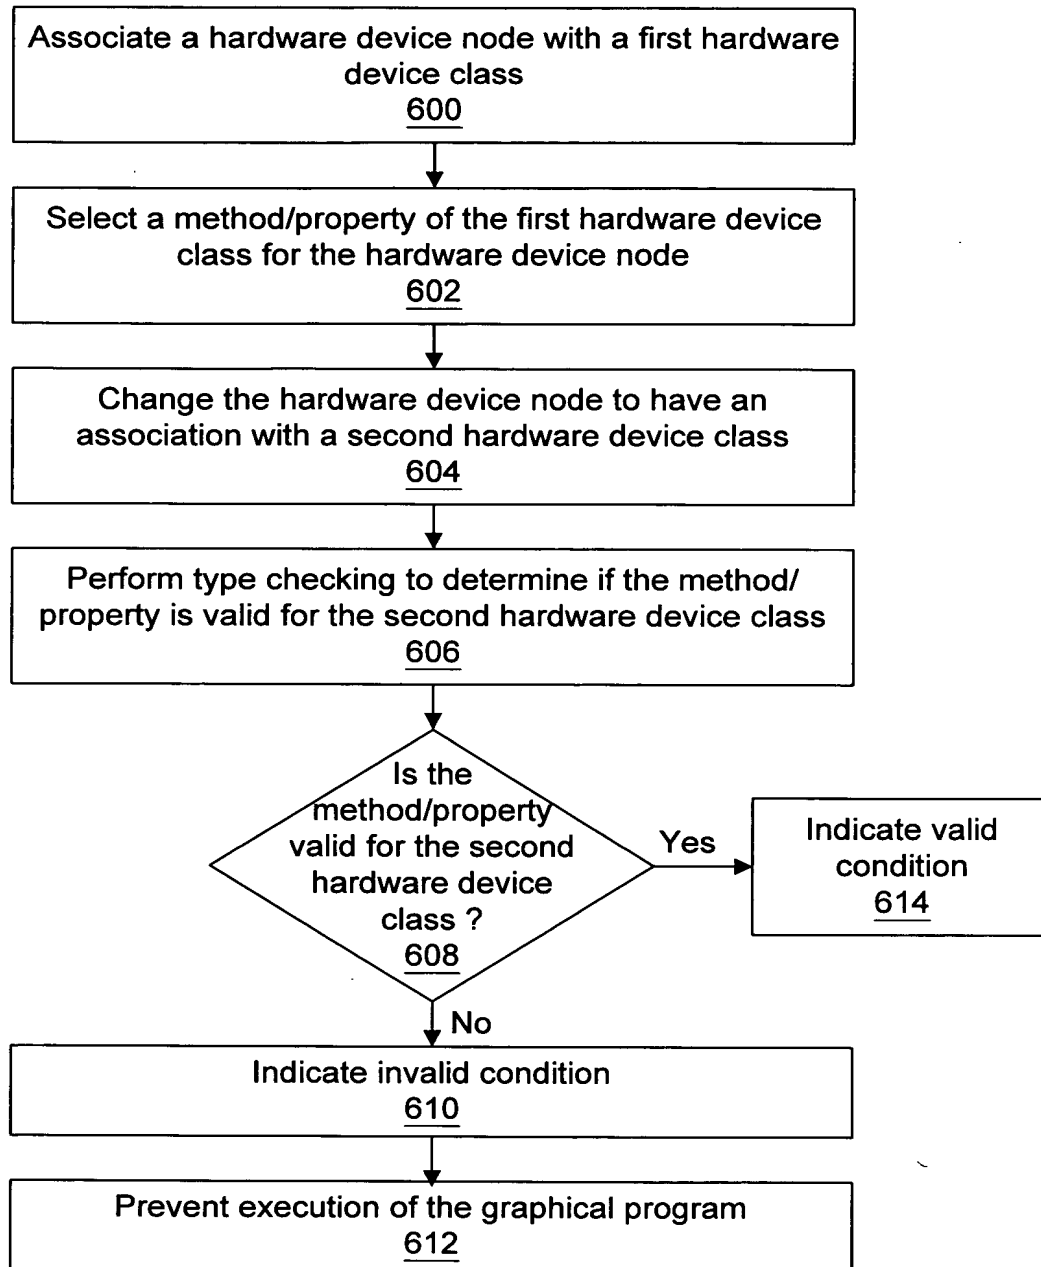 Associate a hardware device node with a first hardware
device class
600
Select a method/property of the first hardware device
class for the hardware device node
602
Change the hardware device node to have an
association with a second hardware device class
604
Perform type checking to determine if the method/
property is valid for the second hardware device class
606
Is the
method/property
valid for the second
hardware device
class ?
608
Yes
Indicate valid
condition
614
No
Indicate invalid condition
610
Prevent execution of the graphical program
612